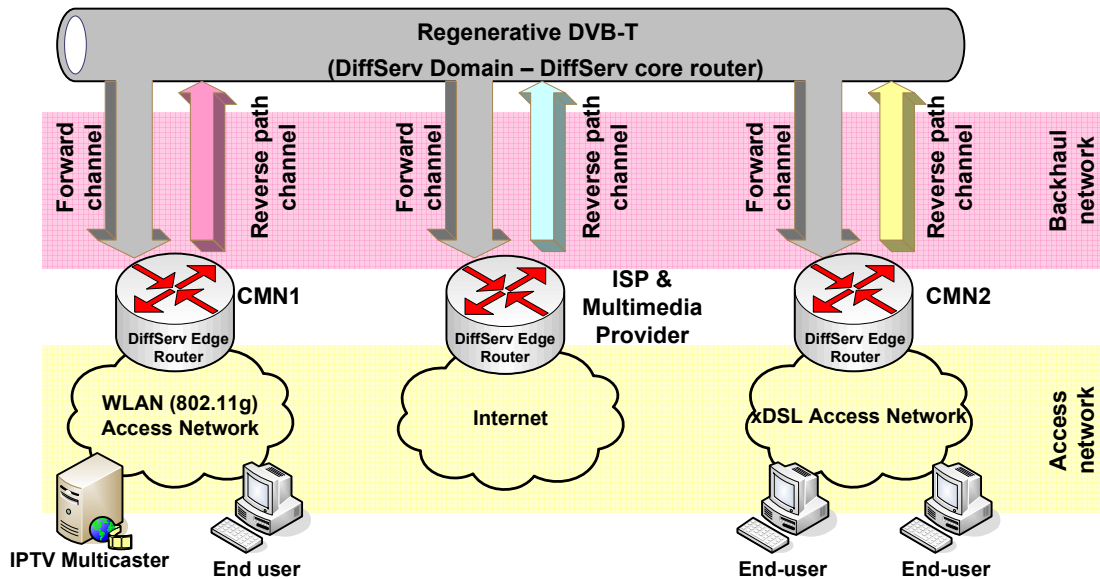 Regenerative DVB-T
(DiffServ Domain – DiffServ core router)
Forward
channel
Reverse path
channel
Forward
channel
Reverse path
channel
Forward
channel
Reverse path
channel
Backhaul
network
CMN1
ISP &
Multimedia
Provider
CMN2
DiffServ Edge
Router
DiffServ Edge
Router
DiffServ Edge
Router
WLAN (802.11g)
Access Network
Internet
xDSL Access Network
Access
network
IPTV Multicaster
End user
End-user
End-user